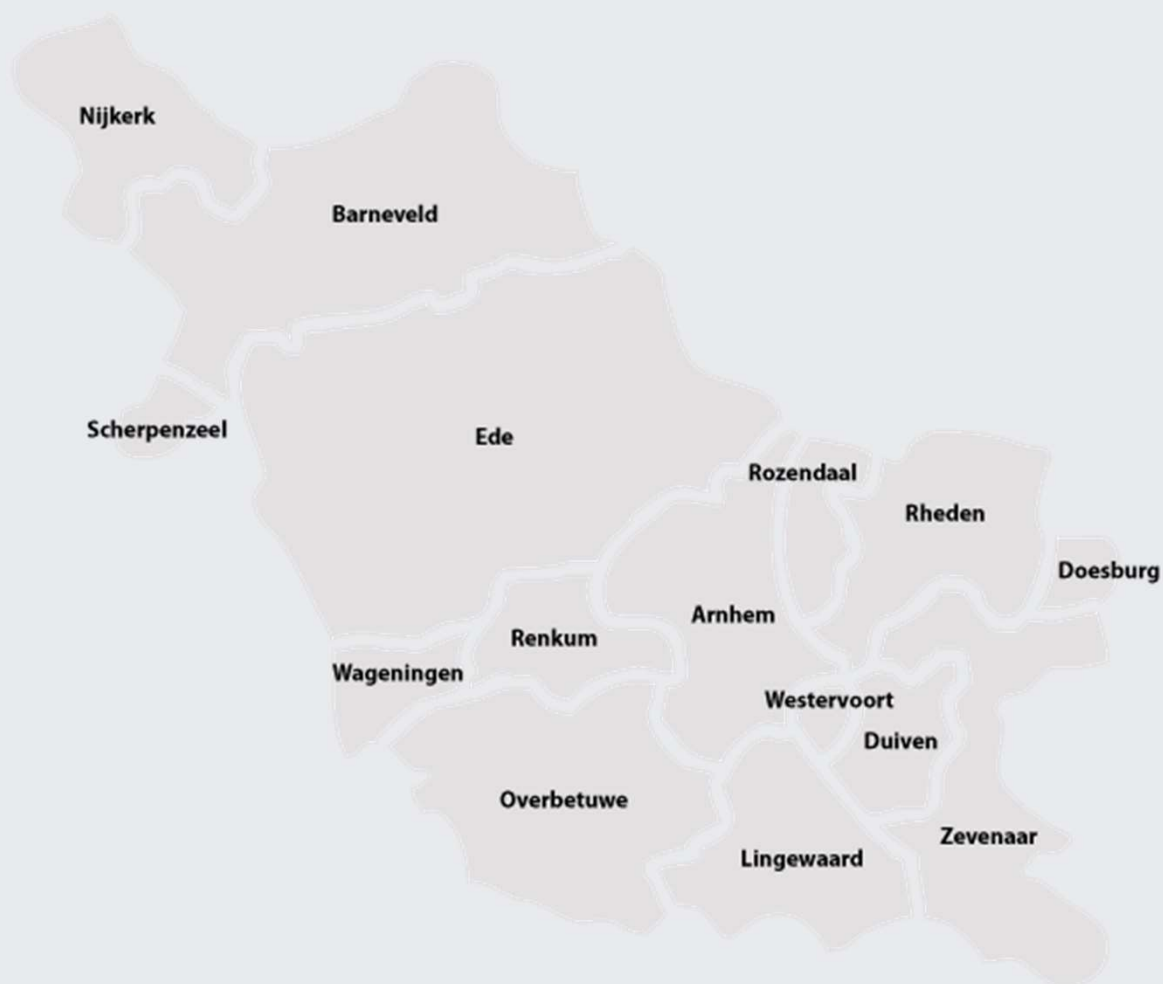 Nijkerk
Barneveld
Scherpenzeel
Ede
Rozendaal
Rheden
Doesburg
Arnhem
Renkum
Wageningen
Westervoort
Duiven
Overbetuwe
Zevenaar
Lingewaard